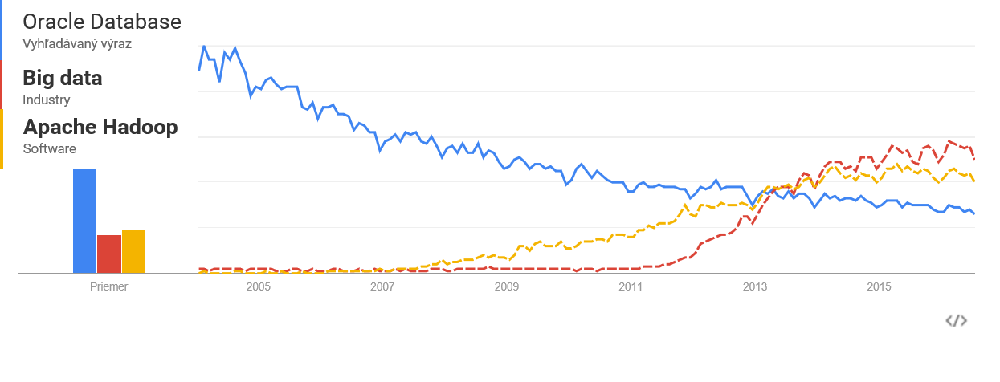 Oracle Database
Vyhľadávaný výraz
Big data
Industry
Apache Hadoop
Software
Priemer
2005
2007
2009
2011
2013
2015
</>